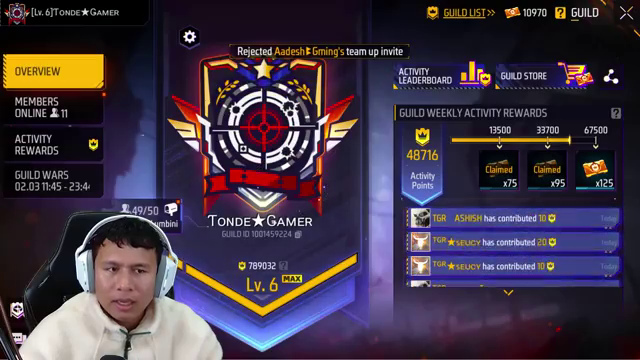 [Lv. 6]TONDE★GAMER
GUILD LIST>>
10970
? GUILD
Rejected Aadesh▶Gming's team up invite
OVERVIEW
MEMBERS
ONLINE 11
ACTIVITY
REWARDS
GUILD WARS
02.03 11:45 - 23:44
49/50
TONDE★GAMER
GUILD ID 1001459224
789032 ?
Lv. 6 MAX
ACTIVITY
LEADERBOARD
GUILD STORE
GUILD WEEKLY ACTIVITY REWARDS ?
13500 33700 67500
48716
Activity
Points
Claimed
x75
Claimed
x95
x125
TGR ASHISH has contributed 10 Today
TGR ★SEUCY has contributed 20 Today
TGR ★SEUCY has contributed 10 Today